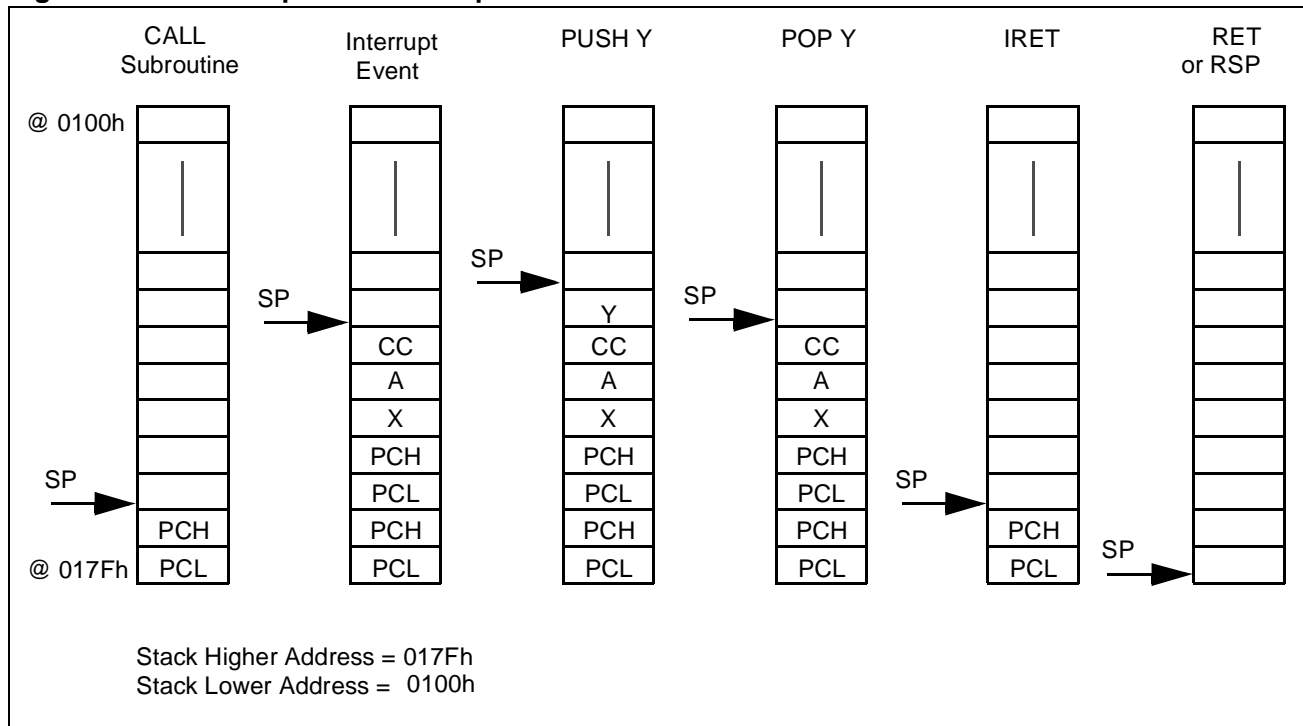 CALL
Subroutine
Interrupt
Event
PUSH Y
POP Y
IRET
RET
or RSP
@ 0100h
SP
SP
SP
Y
SP
CC
CC
CC
A
A
A
X
X
X
PCH
PCH
PCH
SP
PCL
PCL
PCL
SP
PCH
PCH
PCH
PCH
PCH
SP
@ 017Fh
PCL
PCL
PCL
PCL
PCL
Stack Higher Address = 017Fh
Stack Lower Address = 0100h